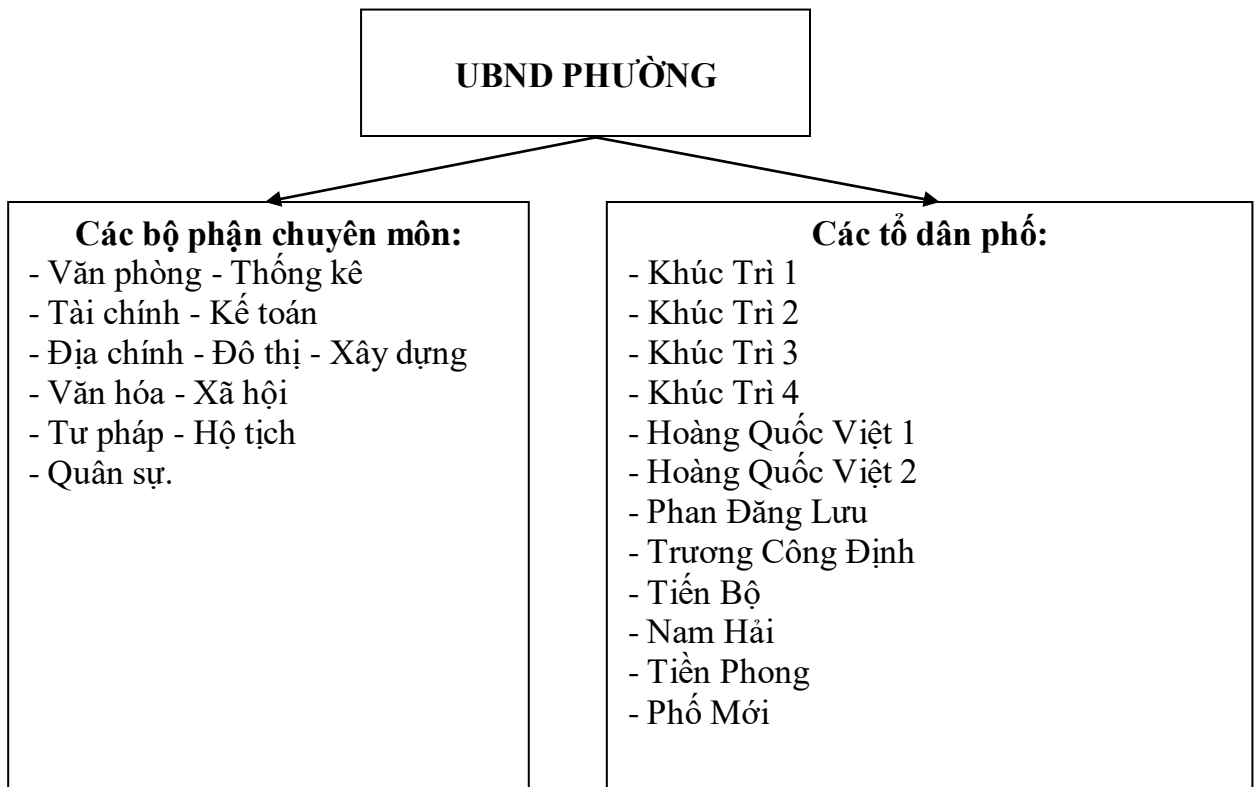 UBND PHƯỜNG
Các bộ phận chuyên môn:
- Văn phòng - Thống kê
- Tài chính - Kế toán
- Địa chính - Đô thị - Xây dựng
- Văn hóa - Xã hội
- Tư pháp - Hộ tịch
- Quân sự.
Các tổ dân phố:
- Khúc Trì 1
- Khúc Trì 2
- Khúc Trì 3
- Khúc Trì 4
- Hoàng Quốc Việt 1
- Hoàng Quốc Việt 2
- Phan Đăng Lưu
- Trương Công Định
- Tiến Bộ
- Nam Hải
- Tiền Phong
- Phố Mới